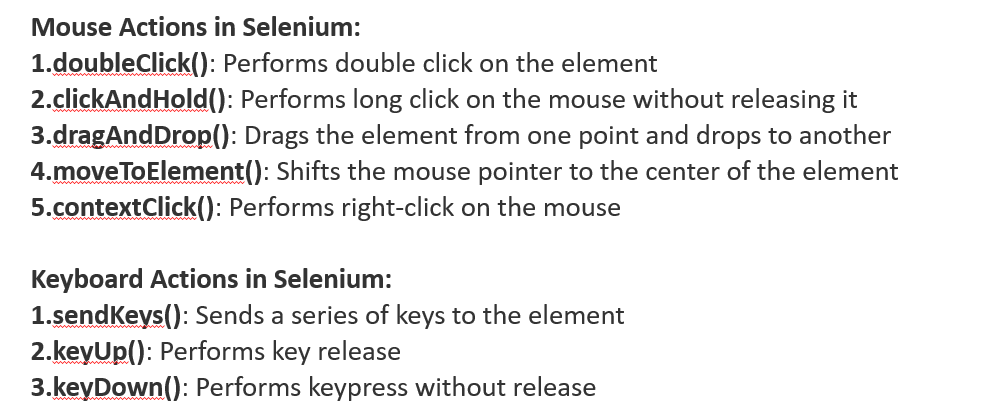 Mouse Actions in Selenium:
1.doubleClick(): Performs double click on the element
2.clickAndHold(): Performs long click on the mouse without releasing it
3.dragAndDrop(): Drags the element from one point and drops to another
4.moveToElement(): Shifts the mouse pointer to the center of the element
5.contextClick(): Performs right-click on the mouse
Keyboard Actions in Selenium:
1.sendKeys(): Sends a series of keys to the element
2.keyUp(): Performs key release
3.keyDown(): Performs keypress without release